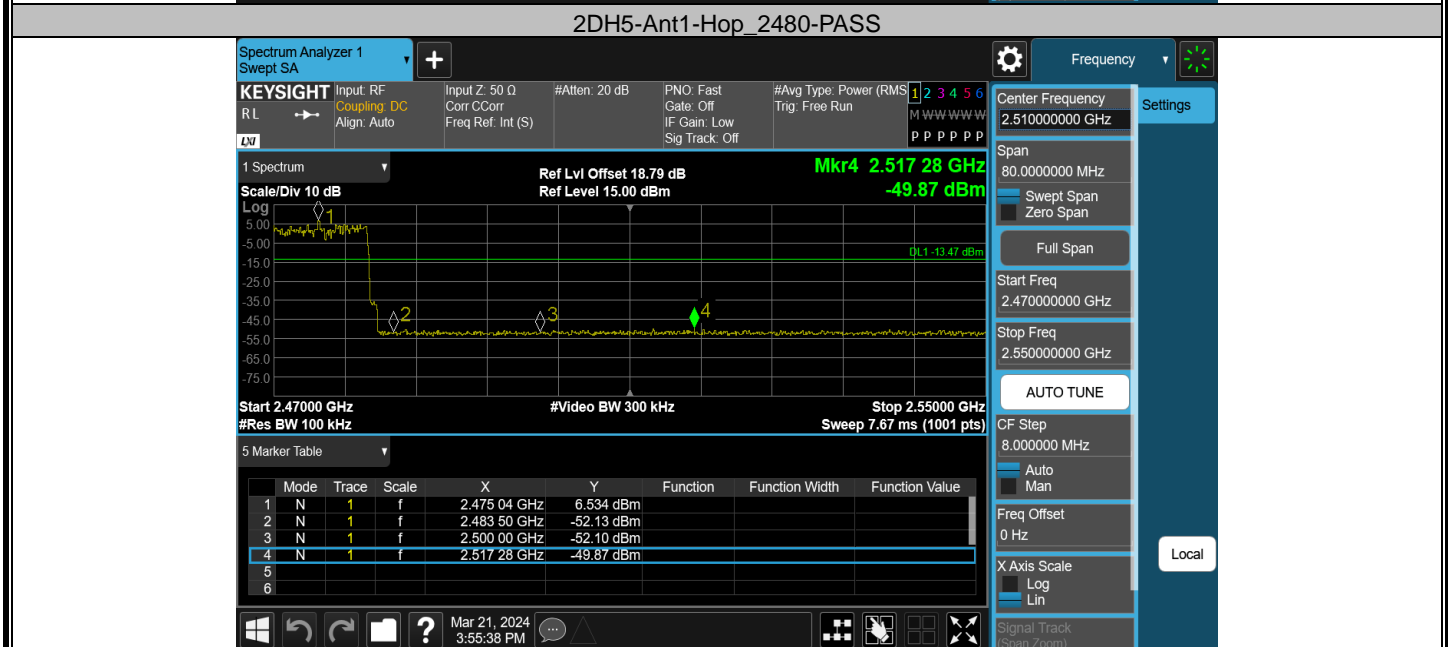 2DH5-Ant1-Hop_2480-PASS
Spectrum Analyzer 1
Swept SA
Frequency
KEYSIGHT
RL
LXI
Input: RF
Coupling: DC
Align: Auto
Input Z: 50 Ω
Corr CCorr
Freq Ref: Int (S)
#Atten: 20 dB
PNO: Fast
Gate: Off
IF Gain: Low
Sig Track: Off
#Avg Type: Power (RMS
Trig: Free Run
1 2 3 4 5 6
M W W W W W
P P P P P P
1 Spectrum
Scale/Div 10 dB
Ref Lvl Offset 18.79 dB
Ref Level 15.00 dBm
Mkr4 2.517 28 GHz
-49.87 dBm
Log
5.00
-5.00
-15.0
-25.0
-35.0
-45.0
-55.0
-65.0
-75.0
1
2
3
4
DL1 -13.47 dBm
Start 2.47000 GHz
#Video BW 300 kHz
Stop 2.55000 GHz
#Res BW 100 kHz
Sweep 7.67 ms (1001 pts)
5 Marker Table
Mode Trace Scale X Y Function Function Width Function Value
1 N 1 f 2.475 04 GHz 6.534 dBm
2 N 1 f 2.483 50 GHz -52.13 dBm
3 N 1 f 2.500 00 GHz -52.10 dBm
4 N 1 f 2.517 28 GHz -49.87 dBm
5
6
?
Mar 21, 2024
3:55:38 PM
Center Frequency
2.510000000 GHz
Settings
Span
80.0000000 MHz
Swept Span
Zero Span
Full Span
Start Freq
2.470000000 GHz
Stop Freq
2.550000000 GHz
AUTO TUNE
CF Step
8.000000 MHz
Auto
Man
Freq Offset
0 Hz
Local
X Axis Scale
Log
Lin
Signal Track
(Span Zoom)